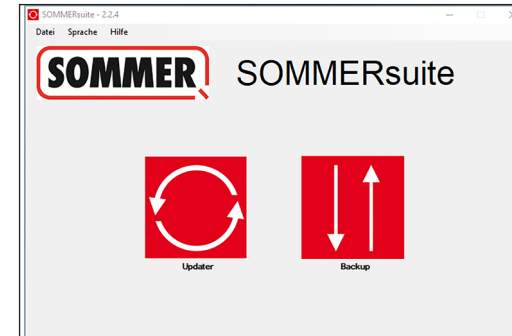 SOMMERsuite - 2.2.4
Datei Sprache Hilfe
SOMMER SOMMERsuite
Updater Backup